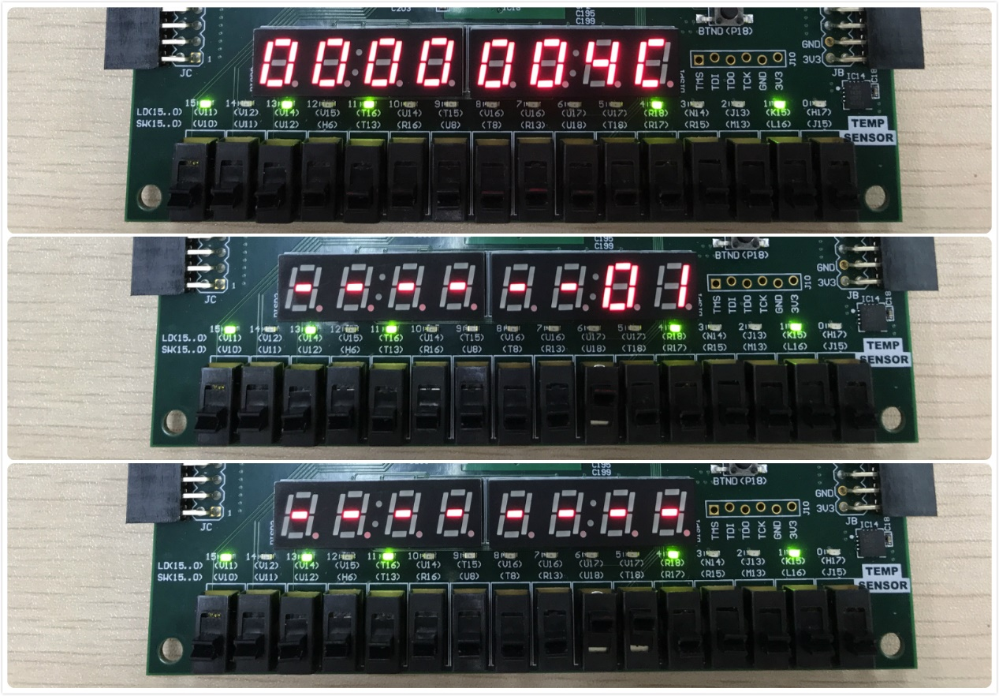 C195
C199
BTND(P18)
0000 004C
GND
3V3
JC 1
TMS TDI TDO TCK GND 3V3 J10
DISP1
JB
IC14
15 14 13 12 11 10 9 8 7 6 5 4 3 2 1 0
LD(15..0) (V11) (V12) (V14) (V15) (T16) (U14) (T15) (V16) (U16) (U17) (V17) (R18) (N14) (J13) (K15) (H17)
SW(15..0) (V10) (U11) (U12) (H6) (T13) (R16) (U8) (T8) (R13) (U18) (T18) (R17) (R15) (M13) (L16) (J15)
TEMP
SENSOR
C195
C199
BTND(P18)
- - - - - - 01
GND
3V3
JC 1
TMS TDI TDO TCK GND 3V3 J10
DISP1
JB
IC14
15 14 13 12 11 10 9 8 7 6 5 4 3 2 1 0
LD(15..0) (V11) (V12) (V14) (V15) (T16) (U14) (T15) (V16) (U16) (U17) (V17) (R18) (N14) (J13) (K15) (H17)
SW(15..0) (V10) (U11) (U12) (H6) (T13) (R16) (U8) (T8) (R13) (U18) (T18) (R17) (R15) (M13) (L16) (J15)
TEMP
SENSOR
C195
C199
BTND(P18)
- - - - - - - -
GND
3V3
JC 1
TMS TDI TDO TCK GND 3V3 J10
DISP1
JB
IC14
15 14 13 12 11 10 9 8 7 6 5 4 3 2 1 0
LD(15..0) (V11) (V12) (V14) (V15) (T16) (U14) (T15) (V16) (U16) (U17) (V17) (R18) (N14) (J13) (K15) (H17)
SW(15..0) (V10) (U11) (U12) (H6) (T13) (R16) (U8) (T8) (R13) (U18) (T18) (R17) (R15) (M13) (L16) (J15)
TEMP
SENSOR